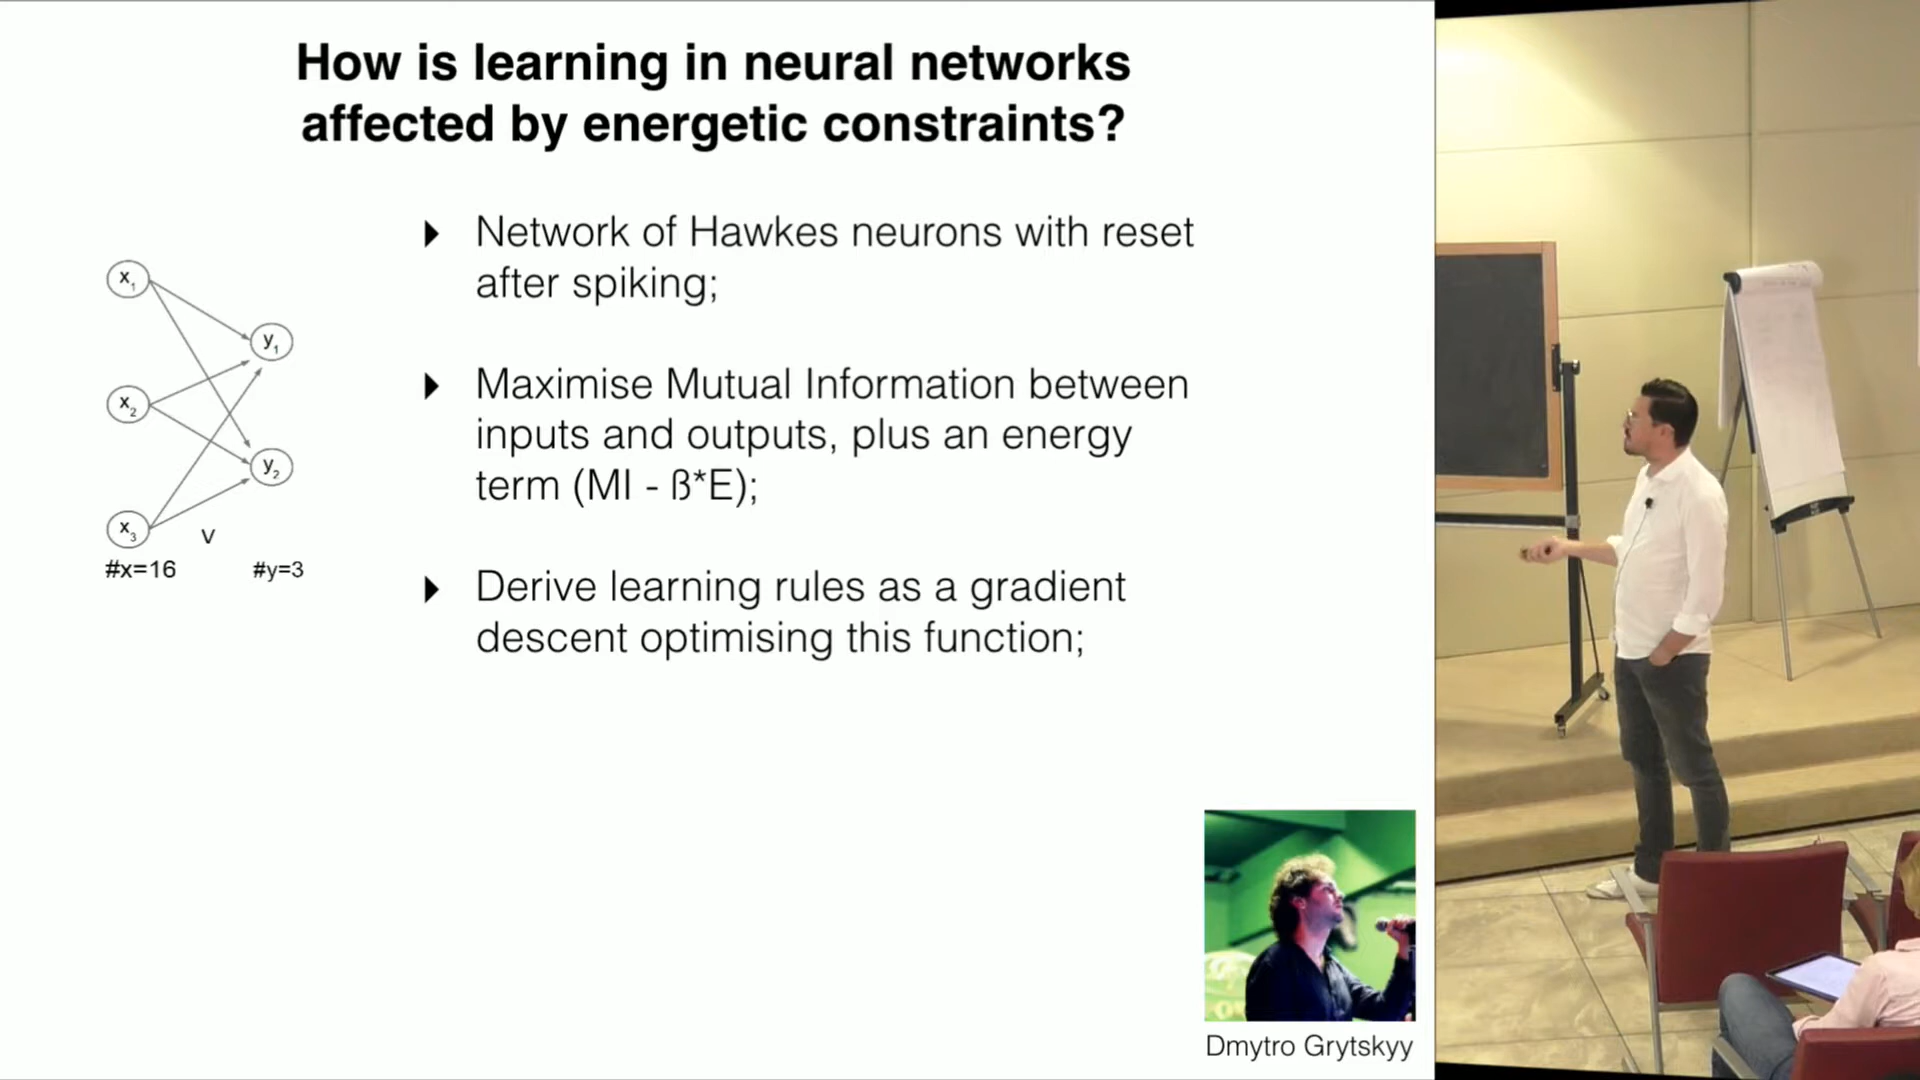 How is learning in neural networks
affected by energetic constraints?
▸ Network of Hawkes neurons with reset
after spiking;
▸ Maximise Mutual Information between
inputs and outputs, plus an energy
term (MI - ß*E);
▸ Derive learning rules as a gradient
descent optimising this function;
x₁
y₁
x₂
y₂
x₃
v
#x=16
#y=3
Dmytro Grytskyy